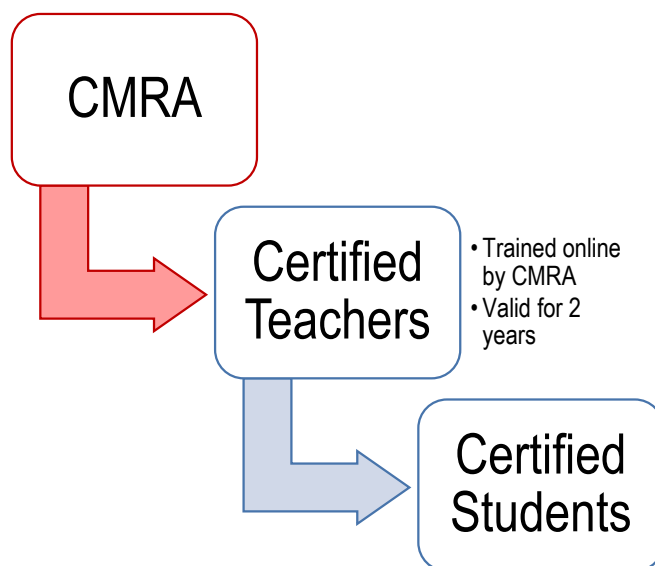 CMRA
Certified
Teachers
• Trained online
by CMRA
• Valid for 2
years
Certified
Students